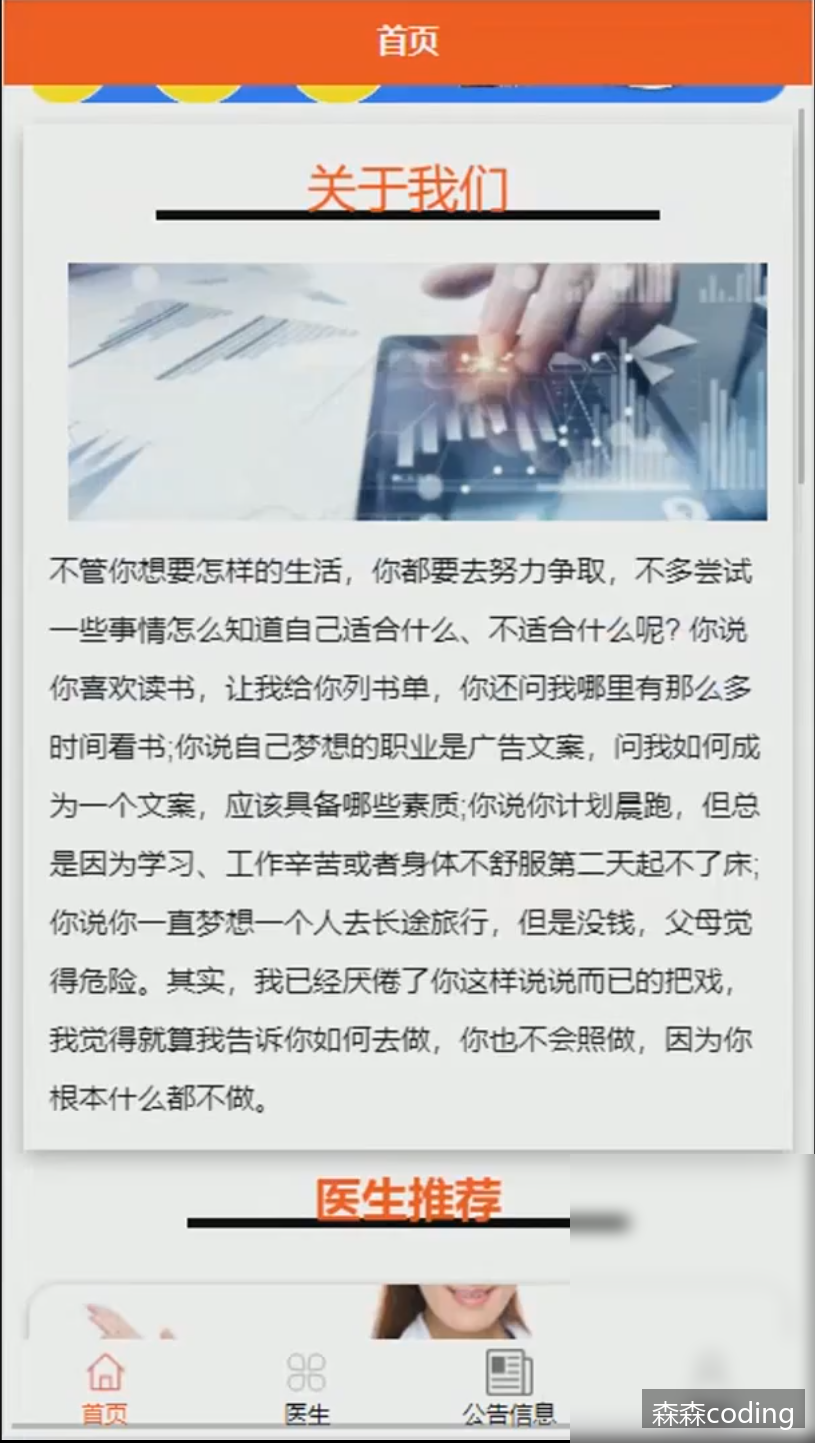 首页
关于我们
不管你想要怎样的生活，你都要去努力争取，不多尝试
一些事情怎么知道自己适合什么、不适合什么呢? 你说
你喜欢读书，让我给你列书单，你还问我哪里有那么多
时间看书;你说自己梦想的职业是广告文案，问我如何成
为一个文案，应该具备哪些素质;你说你计划晨跑，但总
是因为学习、工作辛苦或者身体不舒服第二天起不了床;
你说你一直梦想一个人去长途旅行，但是没钱，父母觉
得危险。其实，我已经厌倦了你这样说说而已的把戏，
我觉得就算我告诉你如何去做，你也不会照做，因为你
根本什么都不做。
医生推荐
首页 医生 公告信息
森森coding